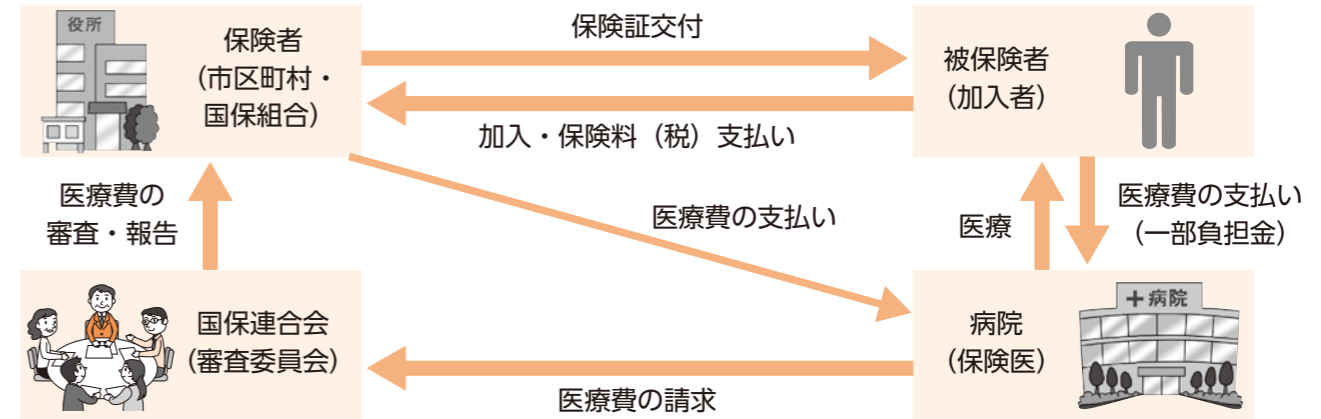 役所
保険者
（市区町村・
国保組合）
保険証交付
被保険者
（加入者）
加入・保険料（税）支払い
医療費の
審査・報告
医療費の支払い
医療
医療費の支払い
（一部負担金）
国保連合会
（審査委員会）
病院
（保険医）
病院
医療費の請求